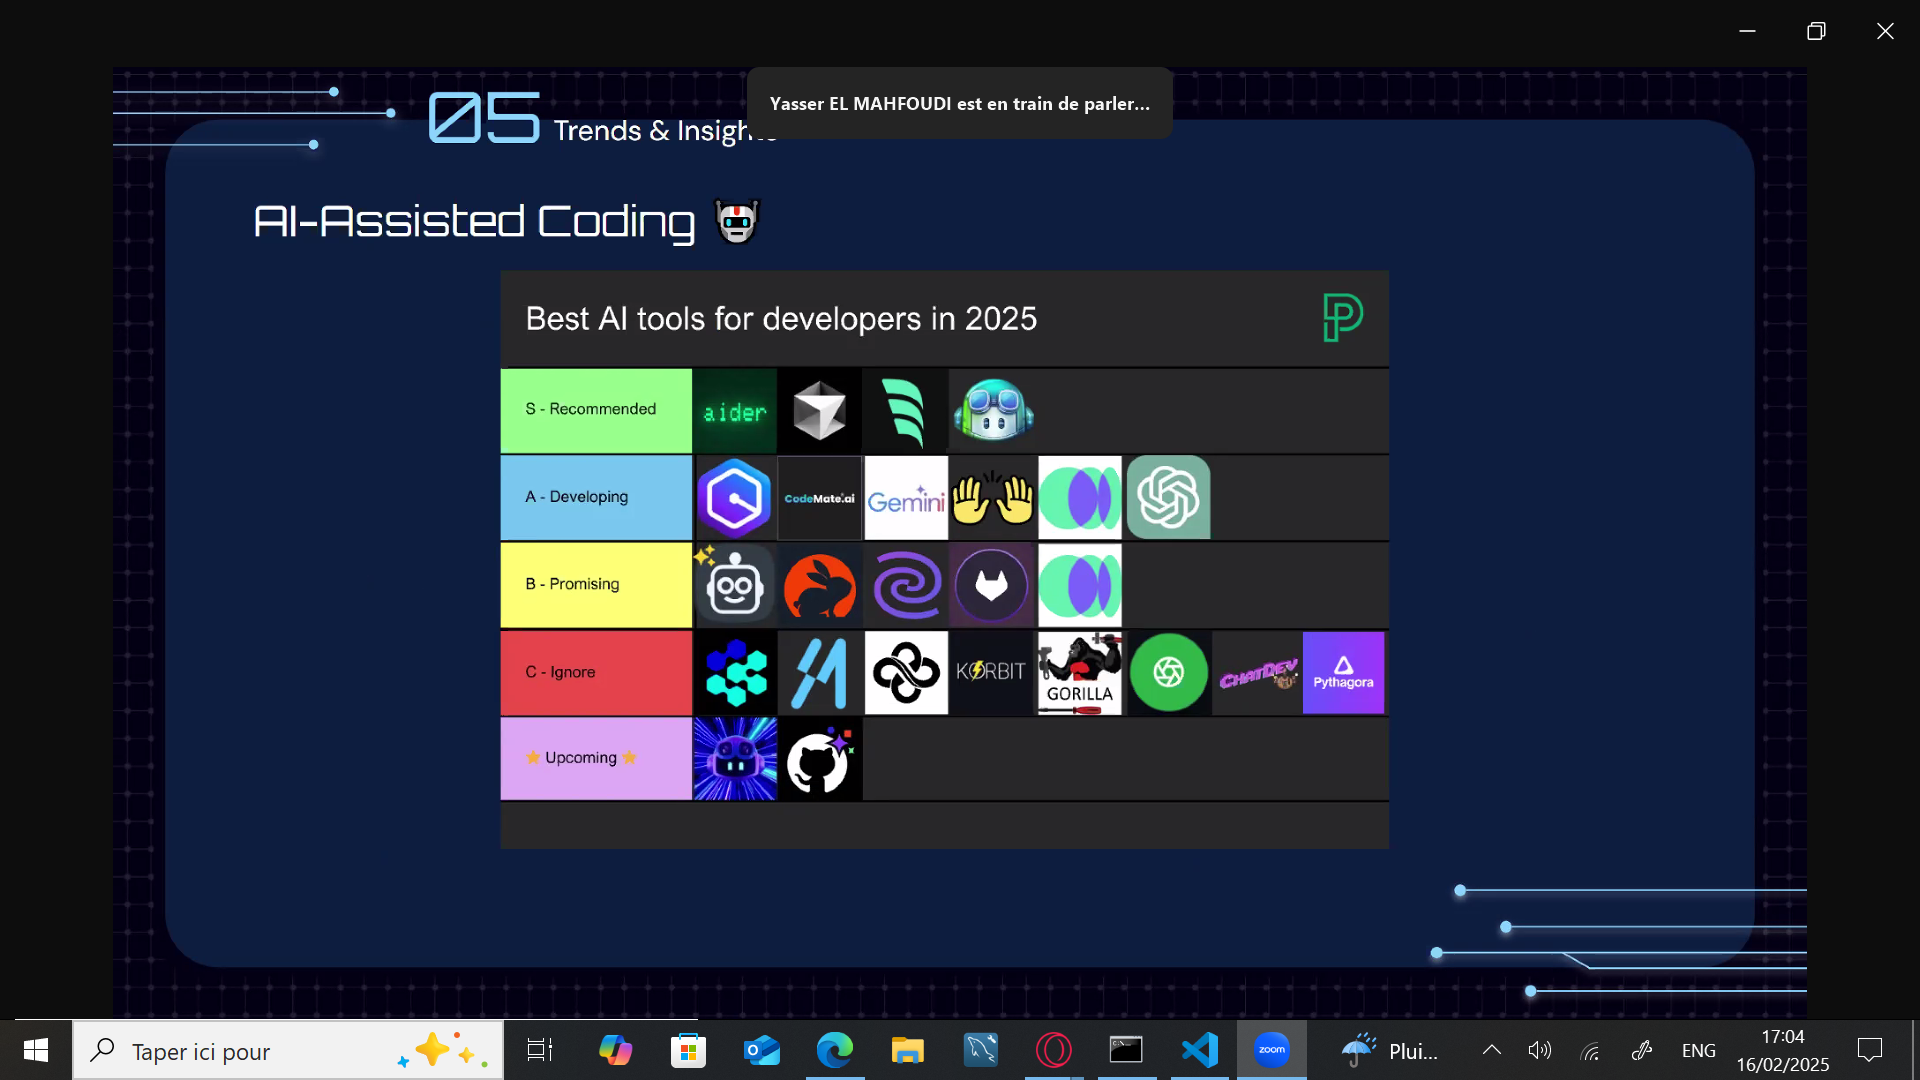 Yasser EL MAHFOUDI est en train de parler...
05 Trends & Insights
AI-Assisted Coding
Best AI tools for developers in 2025
S - Recommended
aider
A - Developing
CodeMate.ai
Gemini
B - Promising
C - Ignore
KORBIT
GORILLA
CHATDEV
Pythagora
Upcoming
Taper ici pour
zoom
Plui...
ENG
17:04
16/02/2025